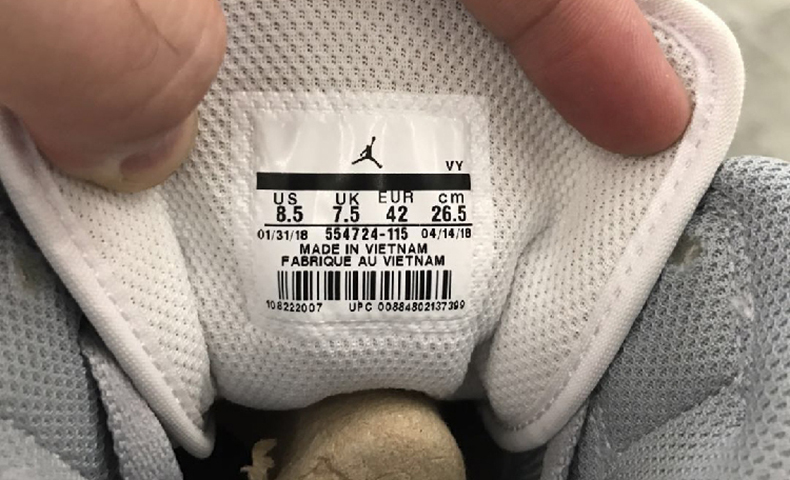 VY
US UK EUR cm
8.5 7.5 42 26.5
01/31/18 554724-115 04/14/18
MADE IN VIETNAM
FABRIQUE AU VIETNAM
108222007 UPC 00884802137399